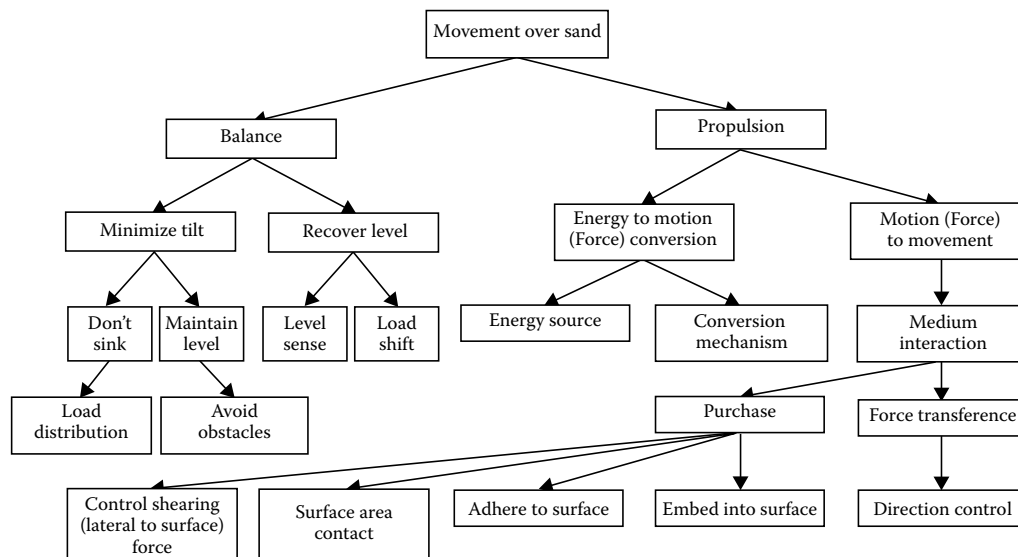 Movement over sand
Balance
Propulsion
Minimize tilt
Recover level
Energy to motion
(Force) conversion
Motion (Force)
to movement
Don't
sink
Maintain
level
Level
sense
Load
shift
Energy source
Conversion
mechanism
Medium
interaction
Load
distribution
Avoid
obstacles
Purchase
Force transference
Control shearing
(lateral to surface)
force
Surface area
contact
Adhere to surface
Embed into surface
Direction control